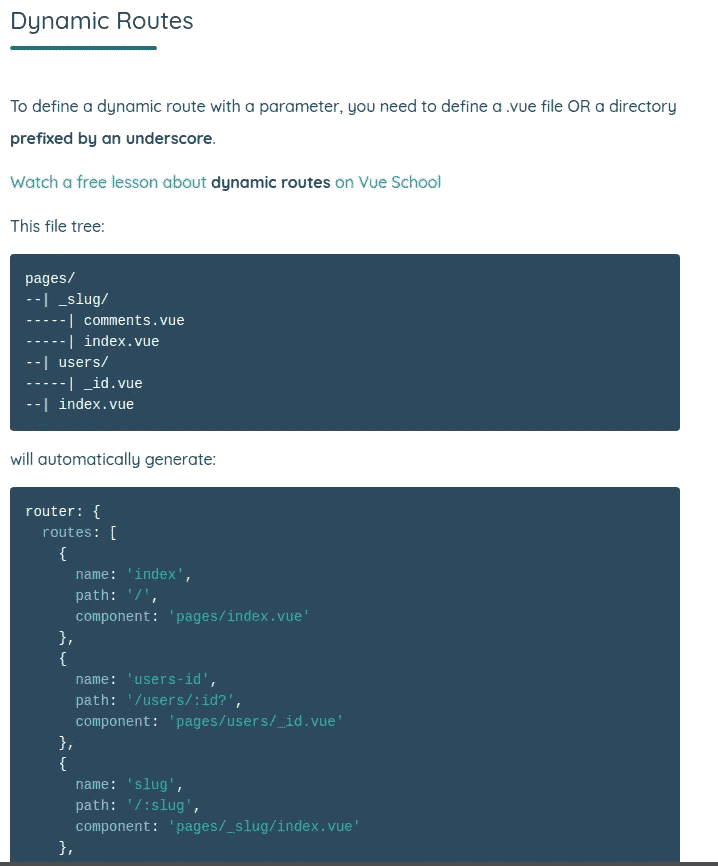 Dynamic Routes
To define a dynamic route with a parameter, you need to define a .vue file OR a directory
prefixed by an underscore.
Watch a free lesson about dynamic routes on Vue School
This file tree:
pages/
--| _slug/
-----| comments.vue
-----| index.vue
--| users/
-----| _id.vue
--| index.vue
will automatically generate:
router: {
  routes: [
    {
      name: 'index',
      path: '/',
      component: 'pages/index.vue'
    },
    {
      name: 'users-id',
      path: '/users/:id?',
      component: 'pages/users/_id.vue'
    },
    {
      name: 'slug',
      path: '/:slug',
      component: 'pages/_slug/index.vue'
    },